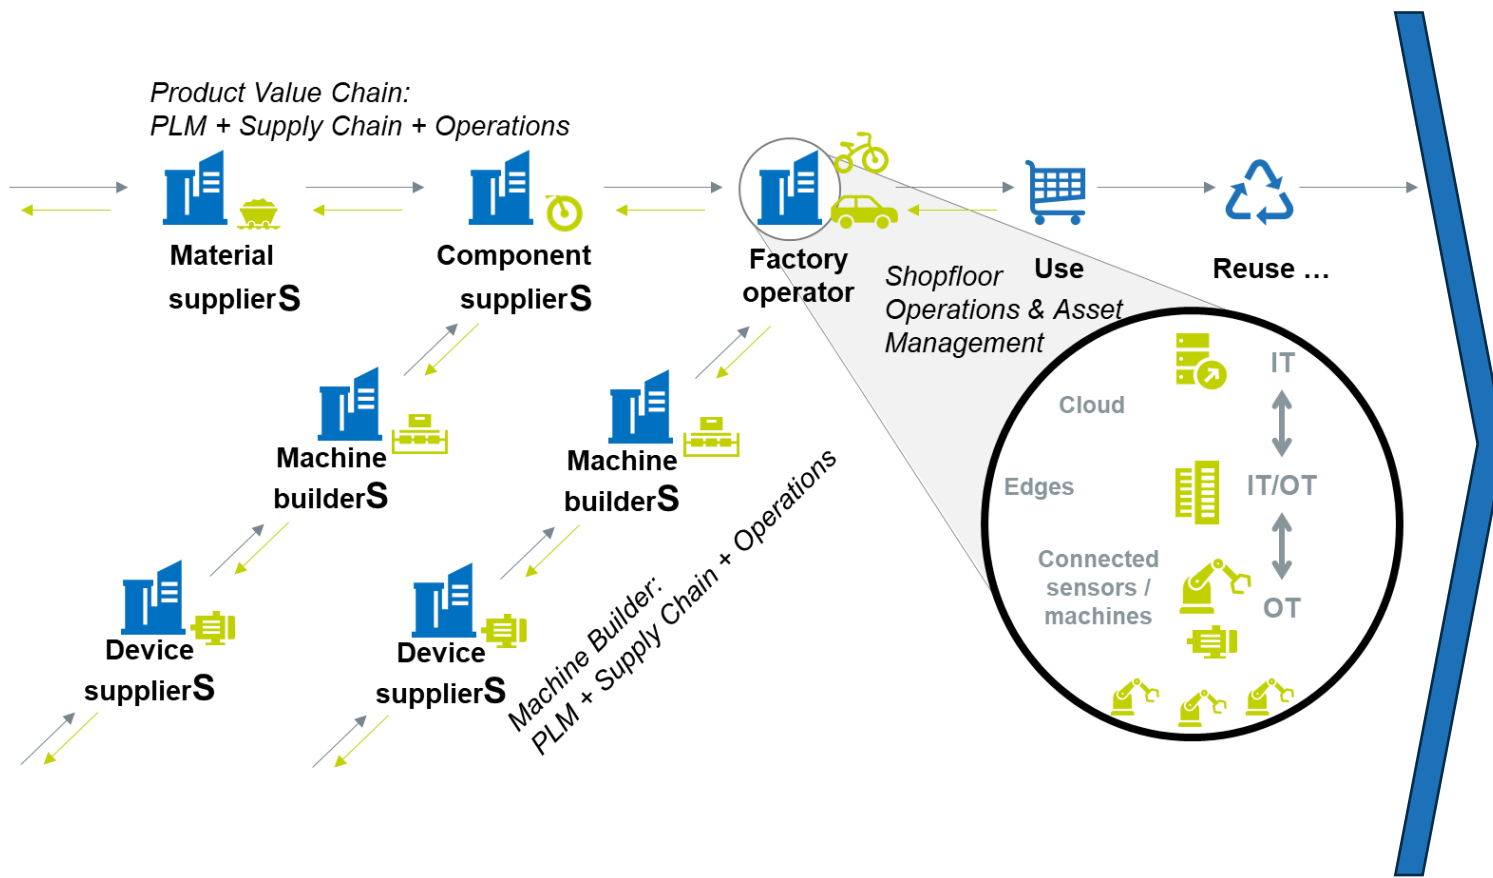 Product Value Chain:
PLM + Supply Chain + Operations
Material
supplierS
Component
supplierS
Factory
operator
Use
Reuse ...
Shopfloor
Operations & Asset
Management
Machine
builderS
Machine
builderS
Device
supplierS
Device
supplierS
Machine Builder:
PLM + Supply Chain + Operations
IT
Cloud
Edges
IT/OT
Connected
sensors /
machines
OT